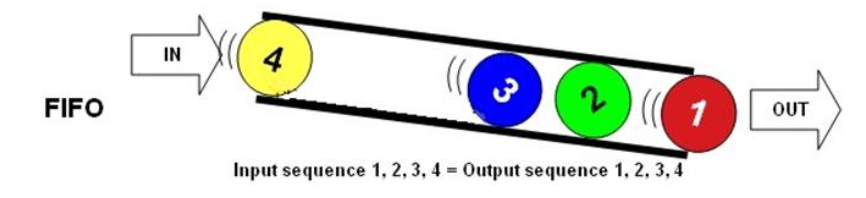 IN
4
3
2
1
OUT
FIFO
Input sequence 1, 2, 3, 4 = Output sequence 1, 2, 3, 4